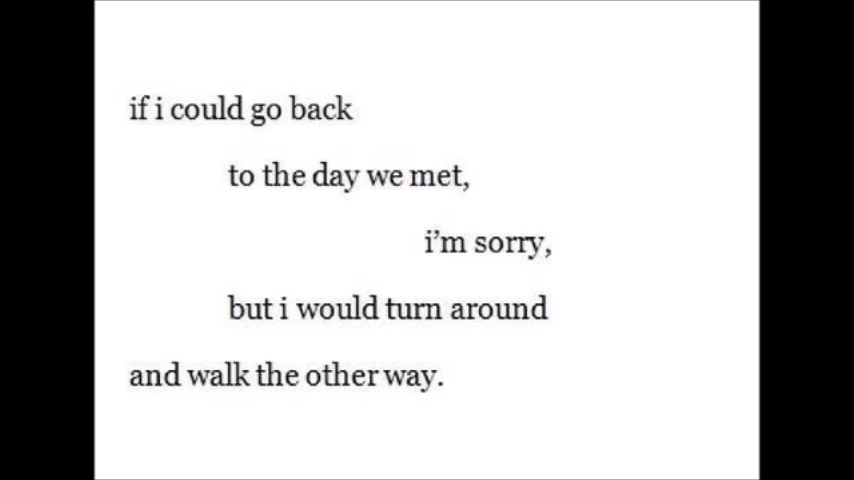 if i could go back
to the day we met,
i'm sorry,
but i would turn around
and walk the other way.